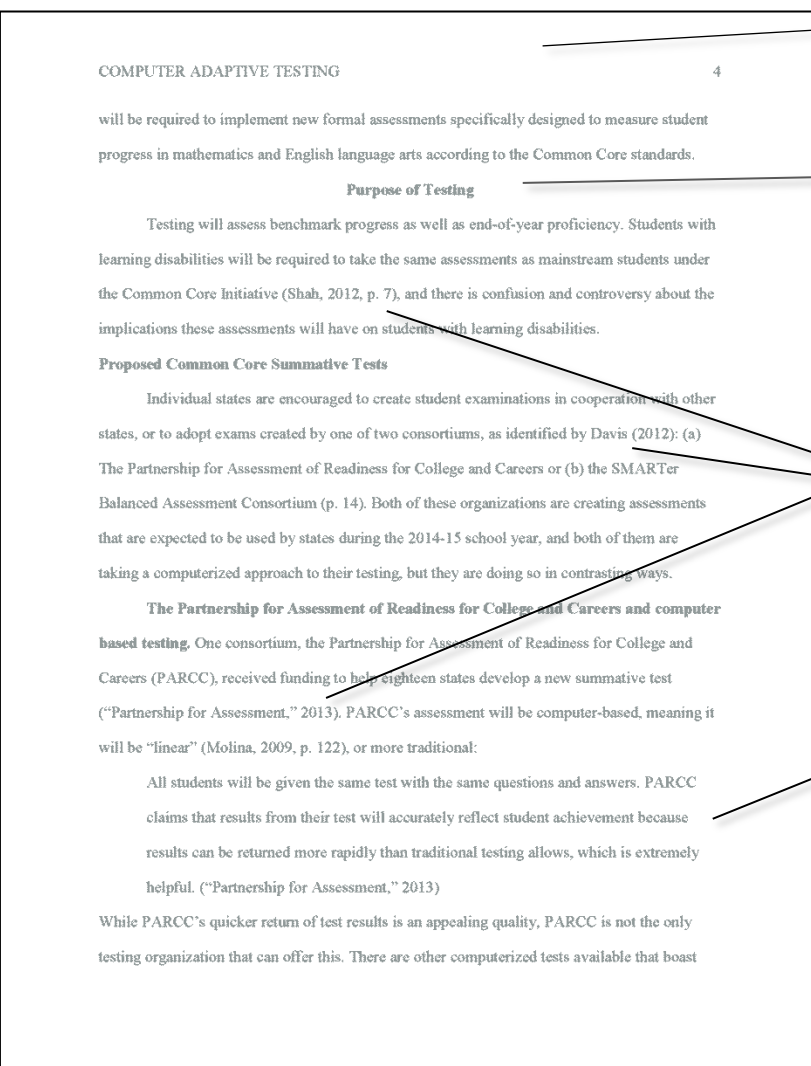 COMPUTER ADAPTIVE TESTING 4
will be required to implement new formal assessments specifically designed to measure student
progress in mathematics and English language arts according to the Common Core standards.
Purpose of Testing
Testing will assess benchmark progress as well as end-of-year proficiency. Students with
learning disabilities will be required to take the same assessments as mainstream students under
the Common Core Initiative (Shah, 2012, p. 7), and there is confusion and controversy about the
implications these assessments will have on students with learning disabilities.
Proposed Common Core Summative Tests
Individual states are encouraged to create student examinations in cooperation with other
states, or to adopt exams created by one of two consortiums, as identified by Davis (2012): (a)
The Partnership for Assessment of Readiness for College and Careers or (b) the SMARTer
Balanced Assessment Consortium (p. 14). Both of these organizations are creating assessments
that are expected to be used by states during the 2014-15 school year, and both of them are
taking a computerized approach to their testing, but they are doing so in contrasting ways.
The Partnership for Assessment of Readiness for College and Careers and computer
based testing. One consortium, the Partnership for Assessment of Readiness for College and
Careers (PARCC), received funding to help eighteen states develop a new summative test
(“Partnership for Assessment,” 2013). PARCC’s assessment will be computer-based, meaning it
will be “linear” (Molina, 2009, p. 122), or more traditional:
All students will be given the same test with the same questions and answers. PARCC
claims that results from their test will accurately reflect student achievement because
results can be returned more rapidly than traditional testing allows, which is extremely
helpful. (“Partnership for Assessment,” 2013)
While PARCC’s quicker return of test results is an appealing quality, PARCC is not the only
testing organization that can offer this. There are other computerized tests available that boast